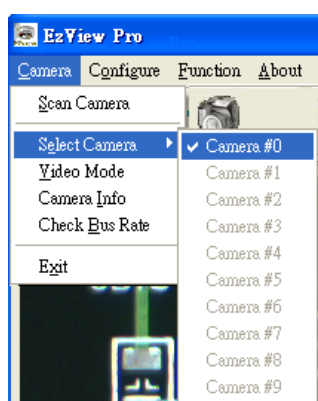 EzView Pro
Camera Configure Function About
Scan Camera
Select Camera
Video Mode
Camera Info
Check Bus Rate
Exit
Camera #0
Camera #1
Camera #2
Camera #3
Camera #4
Camera #5
Camera #6
Camera #7
Camera #8
Camera #9